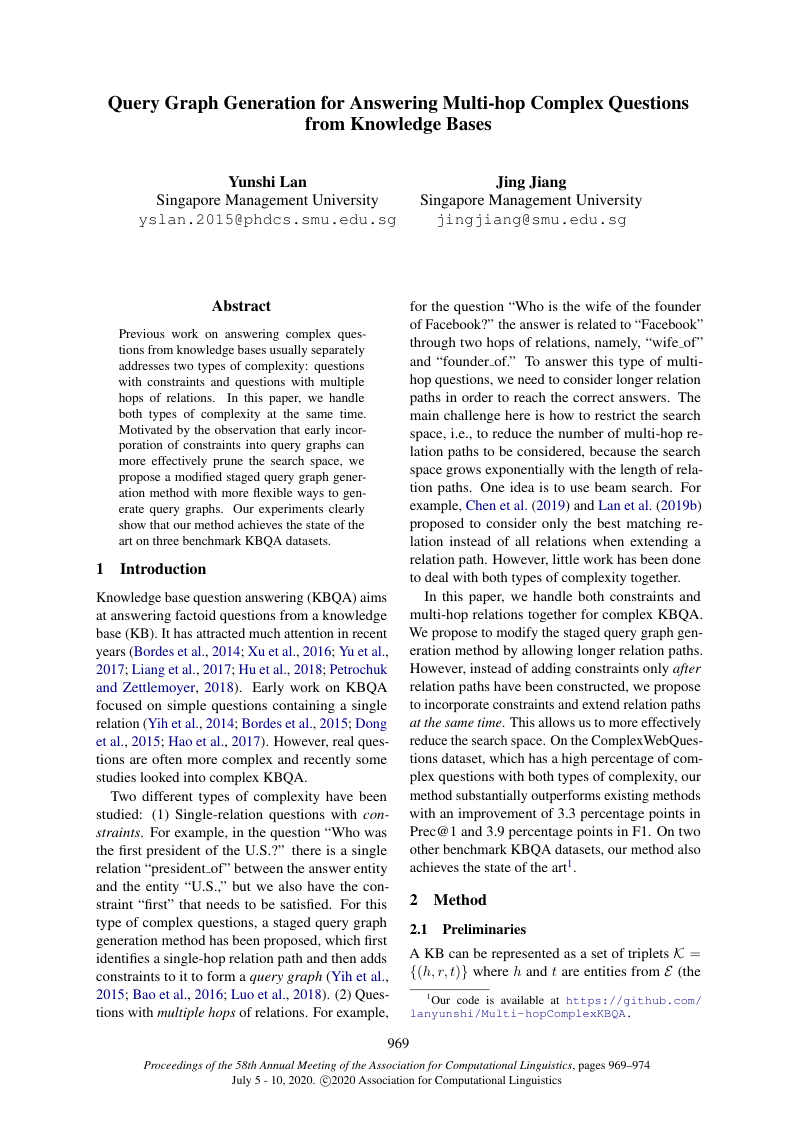 Query Graph Generation for Answering Multi-hop Complex Questions
from Knowledge Bases
Yunshi Lan
Singapore Management University
yslan.2015@phdcs.smu.edu.sg
Jing Jiang
Singapore Management University
jingjiang@smu.edu.sg
Abstract
Previous work on answering complex ques-
tions from knowledge bases usually separately
addresses two types of complexity: questions
with constraints and questions with multiple
hops of relations. In this paper, we handle
both types of complexity at the same time.
Motivated by the observation that early incor-
poration of constraints into query graphs can
more effectively prune the search space, we
propose a modified staged query graph gener-
ation method with more flexible ways to gen-
erate query graphs. Our experiments clearly
show that our method achieves the state of the
art on three benchmark KBQA datasets.
1 Introduction
Knowledge base question answering (KBQA) aims
at answering factoid questions from a knowledge
base (KB). It has attracted much attention in recent
years (Bordes et al., 2014; Xu et al., 2016; Yu et al.,
2017; Liang et al., 2017; Hu et al., 2018; Petrochuk
and Zettlemoyer, 2018). Early work on KBQA
focused on simple questions containing a single
relation (Yih et al., 2014; Bordes et al., 2015; Dong
et al., 2015; Hao et al., 2017). However, real ques-
tions are often more complex and recently some
studies looked into complex KBQA.
Two different types of complexity have been
studied: (1) Single-relation questions with con-
straints. For example, in the question “Who was
the first president of the U.S.?” there is a single
relation “president_of” between the answer entity
and the entity “U.S.,” but we also have the con-
straint “first” that needs to be satisfied. For this
type of complex questions, a staged query graph
generation method has been proposed, which first
identifies a single-hop relation path and then adds
constraints to it to form a query graph (Yih et al.,
2015; Bao et al., 2016; Luo et al., 2018). (2) Ques-
tions with multiple hops of relations. For example,
for the question “Who is the wife of the founder
of Facebook?” the answer is related to “Facebook”
through two hops of relations, namely, “wife_of”
and “founder_of.” To answer this type of multi-
hop questions, we need to consider longer relation
paths in order to reach the correct answers. The
main challenge here is how to restrict the search
space, i.e., to reduce the number of multi-hop re-
lation paths to be considered, because the search
space grows exponentially with the length of rela-
tion paths. One idea is to use beam search. For
example, Chen et al. (2019) and Lan et al. (2019b)
proposed to consider only the best matching re-
lation instead of all relations when extending a
relation path. However, little work has been done
to deal with both types of complexity together.
In this paper, we handle both constraints and
multi-hop relations together for complex KBQA.
We propose to modify the staged query graph gen-
eration method by allowing longer relation paths.
However, instead of adding constraints only after
relation paths have been constructed, we propose
to incorporate constraints and extend relation paths
at the same time. This allows us to more effectively
reduce the search space. On the ComplexWebQues-
tions dataset, which has a high percentage of com-
plex questions with both types of complexity, our
method substantially outperforms existing methods
with an improvement of 3.3 percentage points in
Prec@1 and 3.9 percentage points in F1. On two
other benchmark KBQA datasets, our method also
achieves the state of the art1.
2 Method
2.1 Preliminaries
A KB can be represented as a set of triplets K =
{(h, r, t)} where h and t are entities from E (the
1Our code is available at https://github.com/
lanyunshi/Multi-hopComplexKBQA.
969
Proceedings of the 58th Annual Meeting of the Association for Computational Linguistics, pages 969–974
July 5 - 10, 2020. ©2020 Association for Computational Linguistics